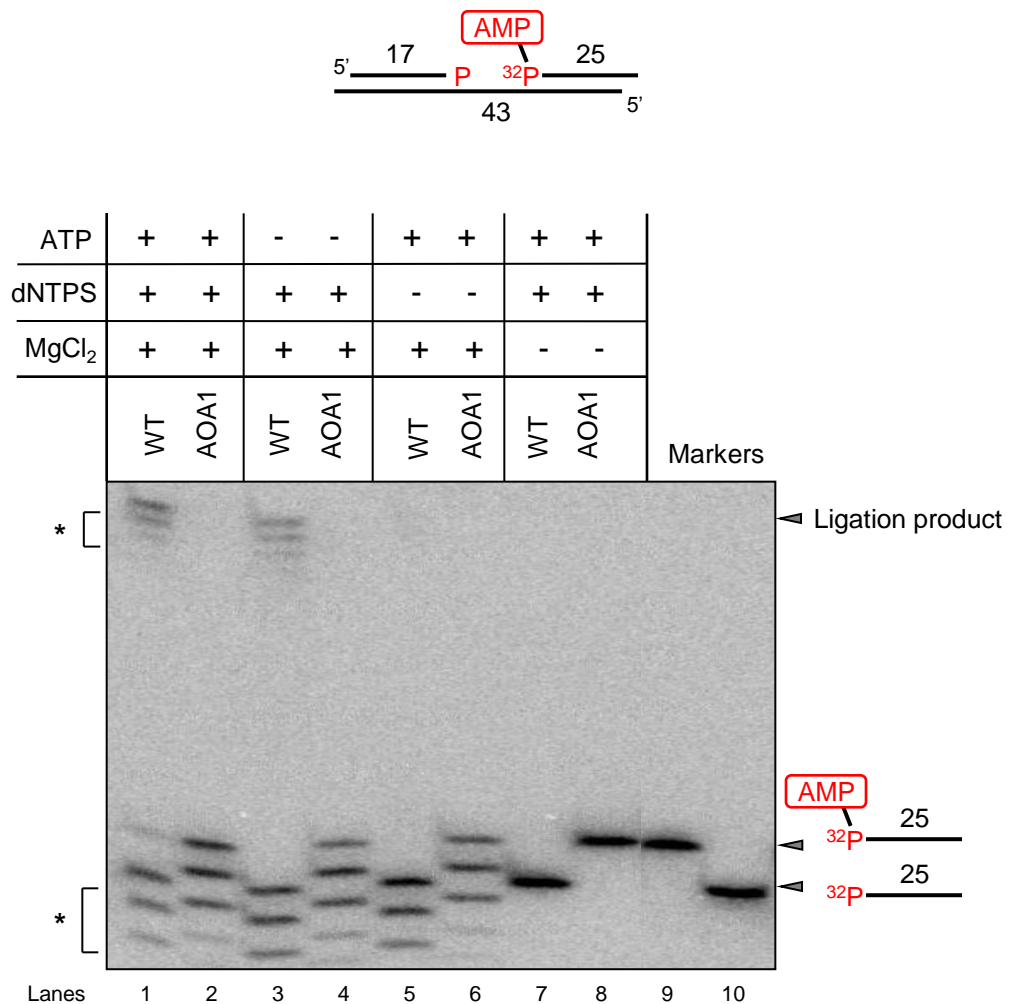 AMP
17 25
5' P 32P
43 5'
ATP + + - - + + + +
dNTPS + + + + - - + +
MgCl2 + + + + + + - -
WT AOA1 WT AOA1 WT AOA1 WT AOA1 Markers
* Ligation product
AMP
25
32P
25
32P
*
Lanes 1 2 3 4 5 6 7 8 9 10